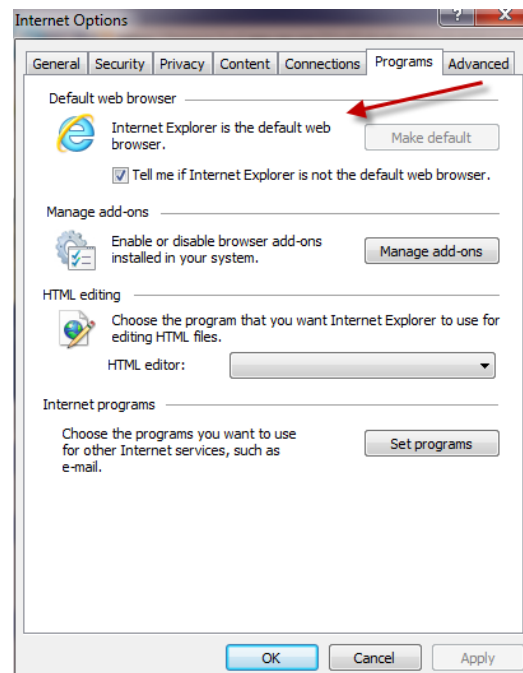 Internet Options
?
X
General Security Privacy Content Connections Programs Advanced
Default web browser
Internet Explorer is the default web
browser.
Make default
Tell me if Internet Explorer is not the default web browser.
Manage add-ons
Enable or disable browser add-ons
installed in your system.
Manage add-ons
HTML editing
Choose the program that you want Internet Explorer to use for
editing HTML files.
HTML editor:
Internet programs
Choose the programs you want to use
for other Internet services, such as
e-mail.
Set programs
OK Cancel Apply